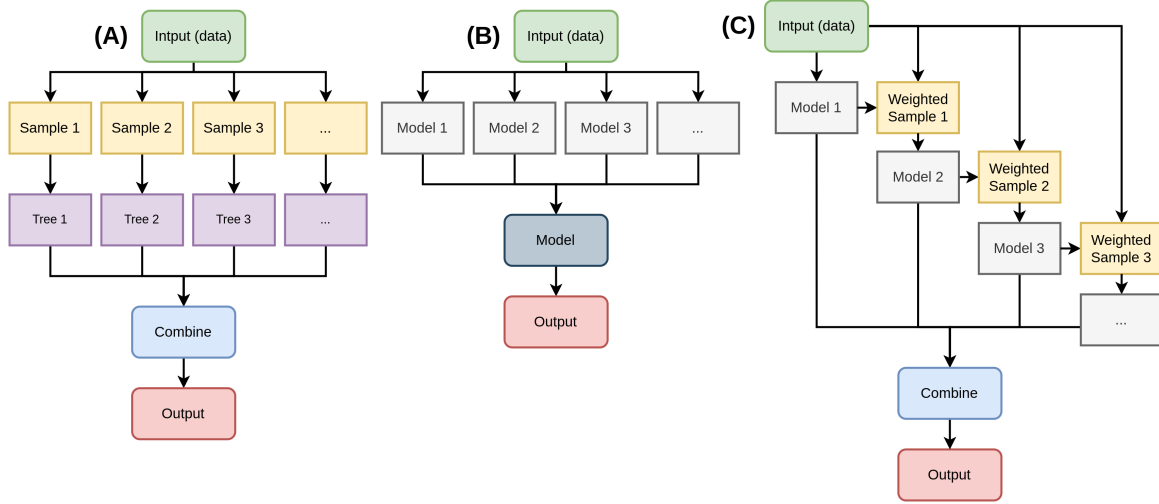 (A)
Intput (data)
Sample 1
Sample 2
Sample 3
...
Tree 1
Tree 2
Tree 3
...
Combine
Output
(B)
Intput (data)
Model 1
Model 2
Model 3
...
Model
Output
(C)
Intput (data)
Model 1
Weighted
Sample 1
Model 2
Weighted
Sample 2
Model 3
Weighted
Sample 3
...
Combine
Output